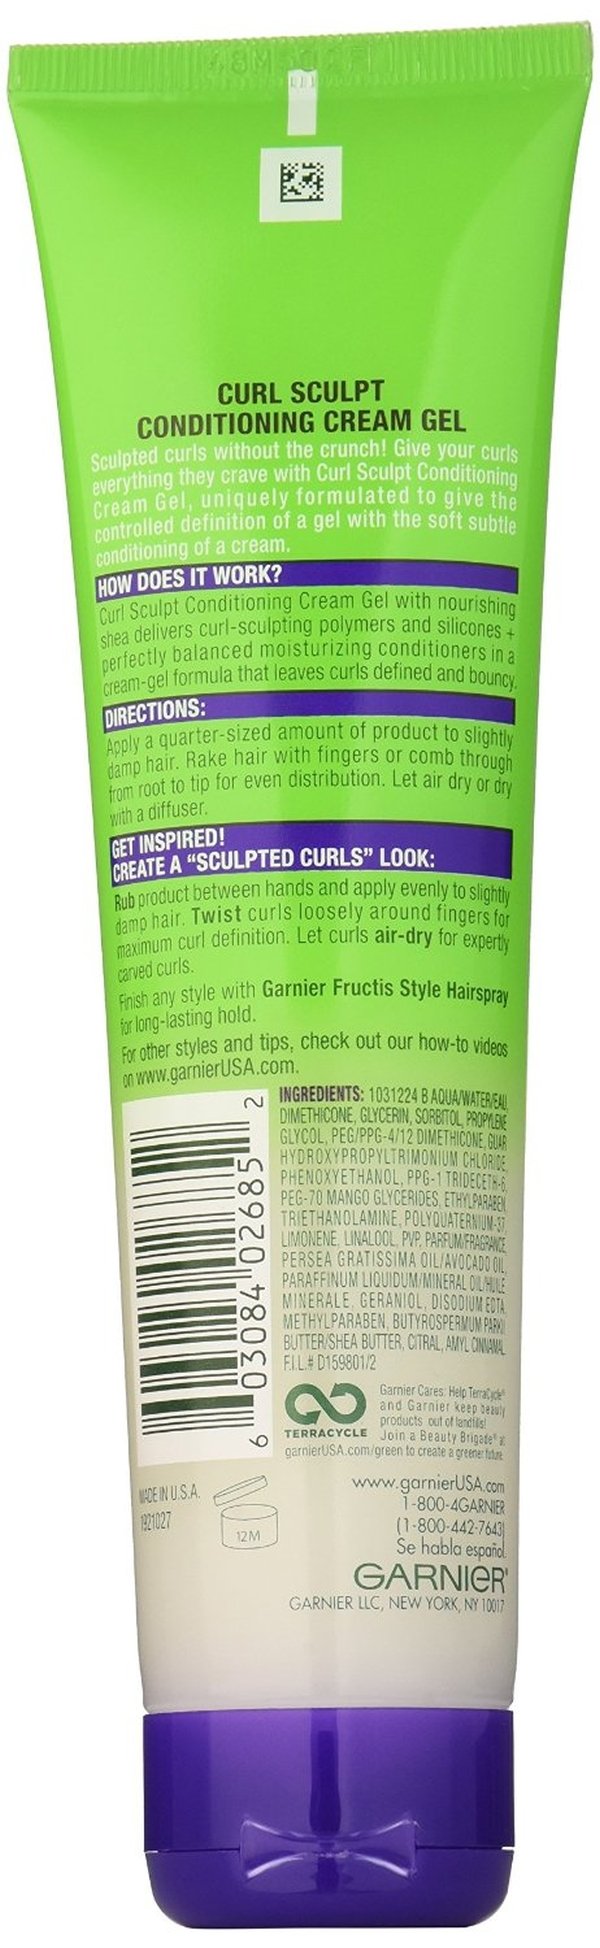 CURL SCULPT
CONDITIONING CREAM GEL
Sculpted curls without the crunch! Give your curls
everything they crave with Curl Sculpt Conditioning
Cream Gel, uniquely formulated to give the
controlled definition of a gel with the soft subtle
conditioning of a cream.
HOW DOES IT WORK?
Curl Sculpt Conditioning Cream Gel with nourishing
shea delivers curl-sculpting polymers and silicones +
perfectly balanced moisturizing conditioners in a
cream-gel formula that leaves curls defined and bouncy.
DIRECTIONS:
Apply a quarter-sized amount of product to slightly
damp hair. Rake hair with fingers or comb through
from root to tip for even distribution. Let air dry or dry
with a diffuser.
GET INSPIRED!
CREATE A “SCULPTED CURLS” LOOK:
Rub product between hands and apply evenly to slightly
damp hair. Twist curls loosely around fingers for
maximum curl definition. Let curls air-dry for expertly
carved curls.
Finish any style with Garnier Fructis Style Hairspray
for long-lasting hold.
For other styles and tips, check out our how-to videos
on www.garnierUSA.com.
INGREDIENTS: 1031224 B AQUA/WATER/EAU,
DIMETHICONE, GLYCERIN, SORBITOL, PROPYLENE
GLYCOL, PEG/PPG-4/12 DIMETHICONE, GUAR
HYDROXYPROPYLTRIMONIUM CHLORIDE,
PHENOXYETHANOL, PPG-1 TRIDECETH-6,
PEG-70 MANGO GLYCERIDES, ETHYLPARABEN,
TRIETHANOLAMINE, POLYQUATERNIUM-37,
LIMONENE, LINALOOL, PVP, PARFUM/FRAGRANCE,
PERSEA GRATISSIMA OIL/AVOCADO OIL,
PARAFFINUM LIQUIDUM/MINERAL OIL/HUILE
MINERALE, GERANIOL, DISODIUM EDTA,
METHYLPARABEN, BUTYROSPERMUM PARKII
BUTTER/SHEA BUTTER, CITRAL, AMYL CINNAMAL
F.I.L.# D159801/2
6 03084 02685 2
TERRACYCLE
Garnier Cares: Help TerraCycle®
and Garnier keep beauty
products out of landfills!
Join a Beauty Brigade® at
garnierUSA.com/green to create a greener future.
MADE IN U.S.A.
1921027
12M
www.garnierUSA.com
1-800-4GARNIER
(1-800-442-7643)
Se habla español.
GARNIER®
GARNIER LLC, NEW YORK, NY 10017